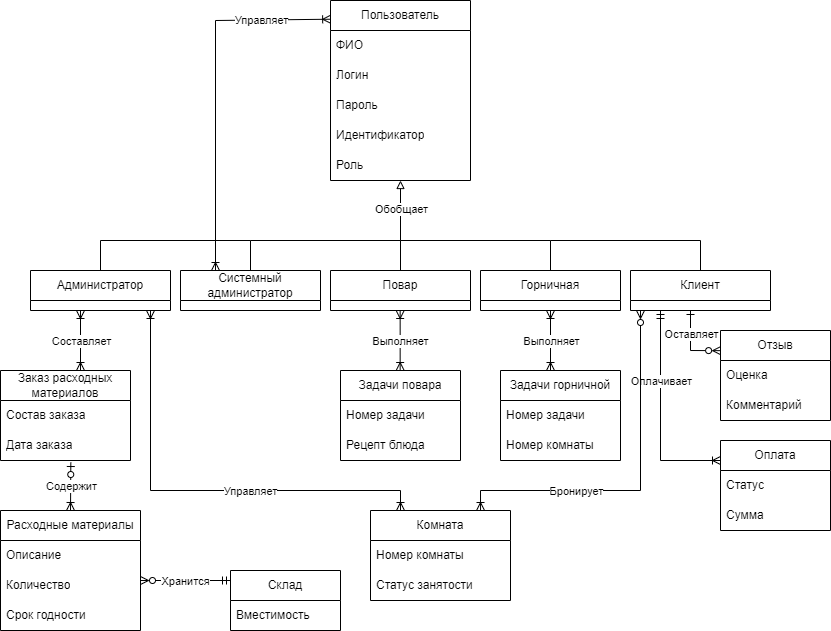 Пользователь
Управляет
ФИО
Логин
Пароль
Идентификатор
Роль
Обобщает
Администратор
Системный
администратор
Повар
Горничная
Клиент
Составляет
Выполняет
Выполняет
Оставляет
Отзыв
Оценка
Комментарий
Оплачивает
Заказ расходных
материалов
Состав заказа
Дата заказа
Задачи повара
Номер задачи
Рецепт блюда
Задачи горничной
Номер задачи
Номер комнаты
Оплата
Статус
Сумма
Содержит
Управляет
Бронирует
Расходные материалы
Описание
Количество
Срок годности
Хранится
Склад
Вместимость
Комната
Номер комнаты
Статус занятости